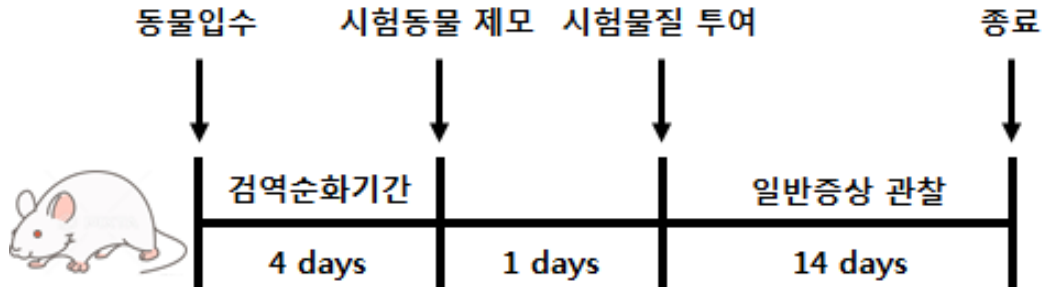 동물입수 시험동물 제모 시험물질 투여 종료
검역순화기간 일반증상 관찰
4 days 1 days 14 days